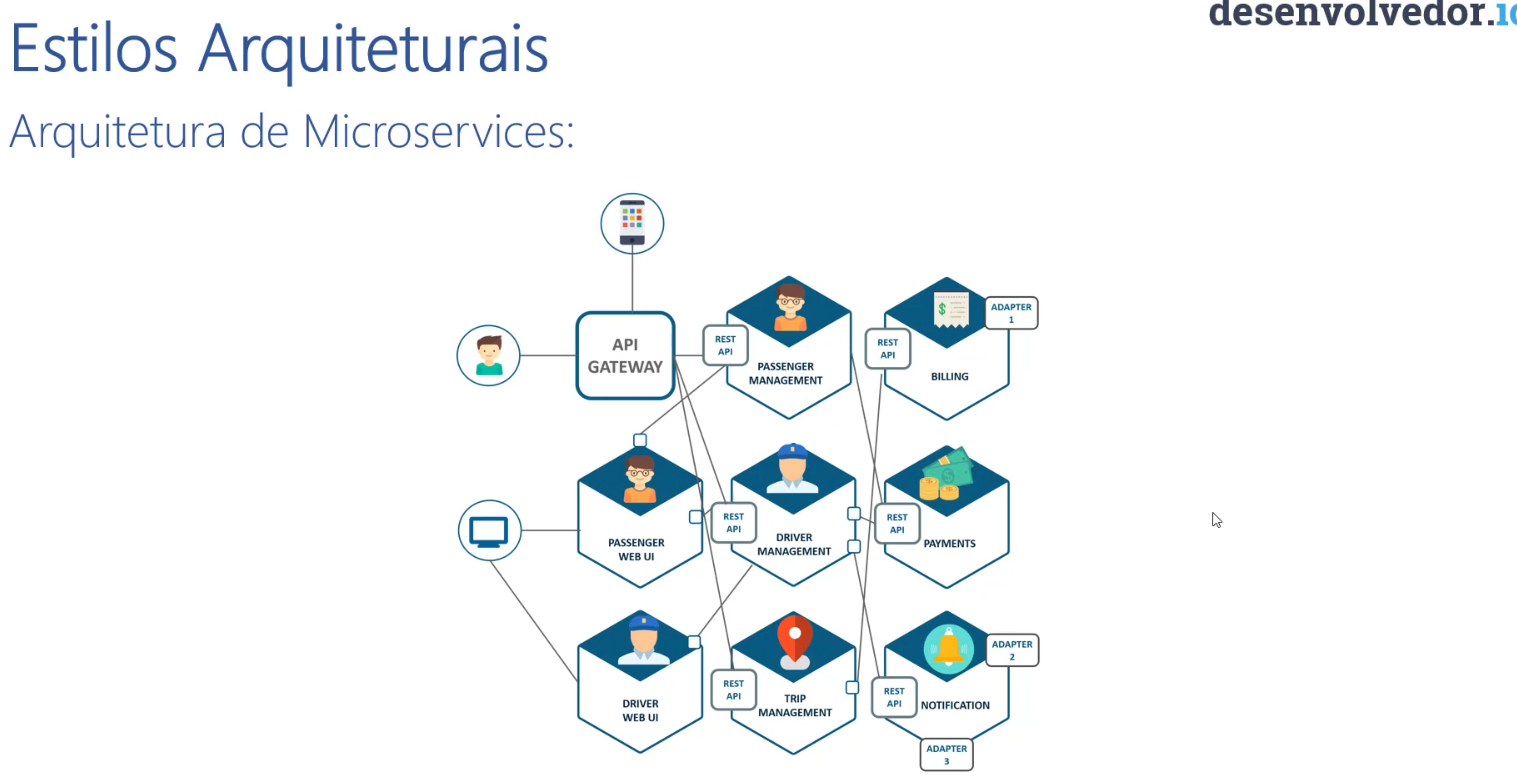 desenvolvedor.io
Estilos Arquiteturais
Arquitetura de Microservices:
API
GATEWAY
REST
API
PASSENGER
MANAGEMENT
REST
API
BILLING
ADAPTER
1
PASSENGER
WEB UI
REST
API
DRIVER
MANAGEMENT
REST
API
PAYMENTS
DRIVER
WEB UI
REST
API
TRIP
MANAGEMENT
REST
API
NOTIFICATION
ADAPTER
2
ADAPTER
3